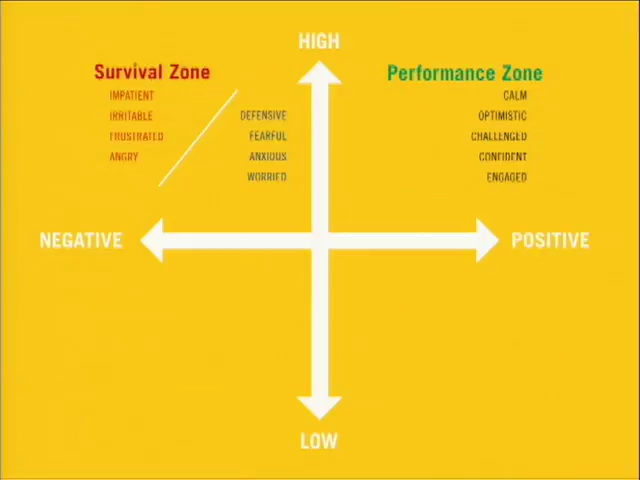 HIGH
Survival Zone
IMPATIENT
IRRITABLE
FRUSTRATED
ANGRY
DEFENSIVE
FEARFUL
ANXIOUS
WORRIED
Performance Zone
CALM
OPTIMISTIC
CHALLENGED
CONFIDENT
ENGAGED
NEGATIVE
POSITIVE
LOW